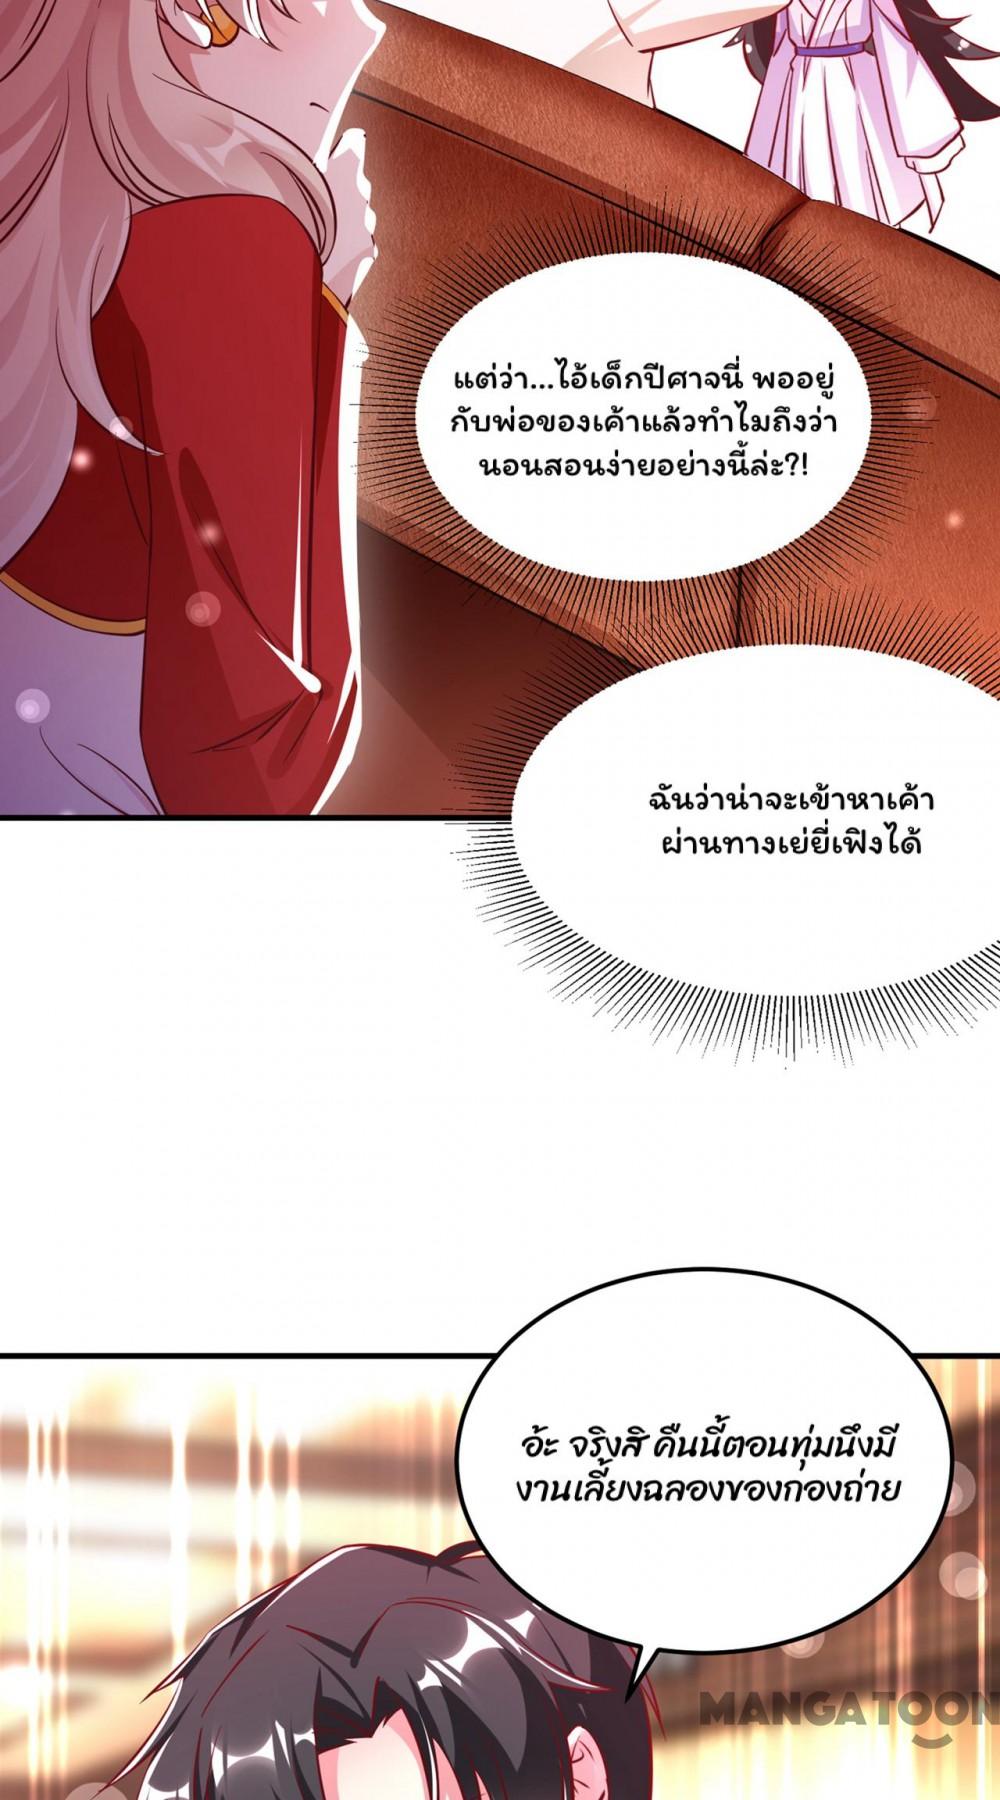 แต่ว่า...ไอ้เด็กปีศาจนี่ พออยู่
กับพ่อของเค้าแล้วทำไมถึงว่า
นอนสอนง่ายอย่างนี้ล่ะ?!
ฉันว่าน่าจะเข้าหาเค้า
ผ่านทางเย่ยี่เฟิงได้
อ้ะ จริงสิ คืนนี้ตอนทุ่มนึงมี
งานเลี้ยงฉลองของกองถ่าย
MANGATOON